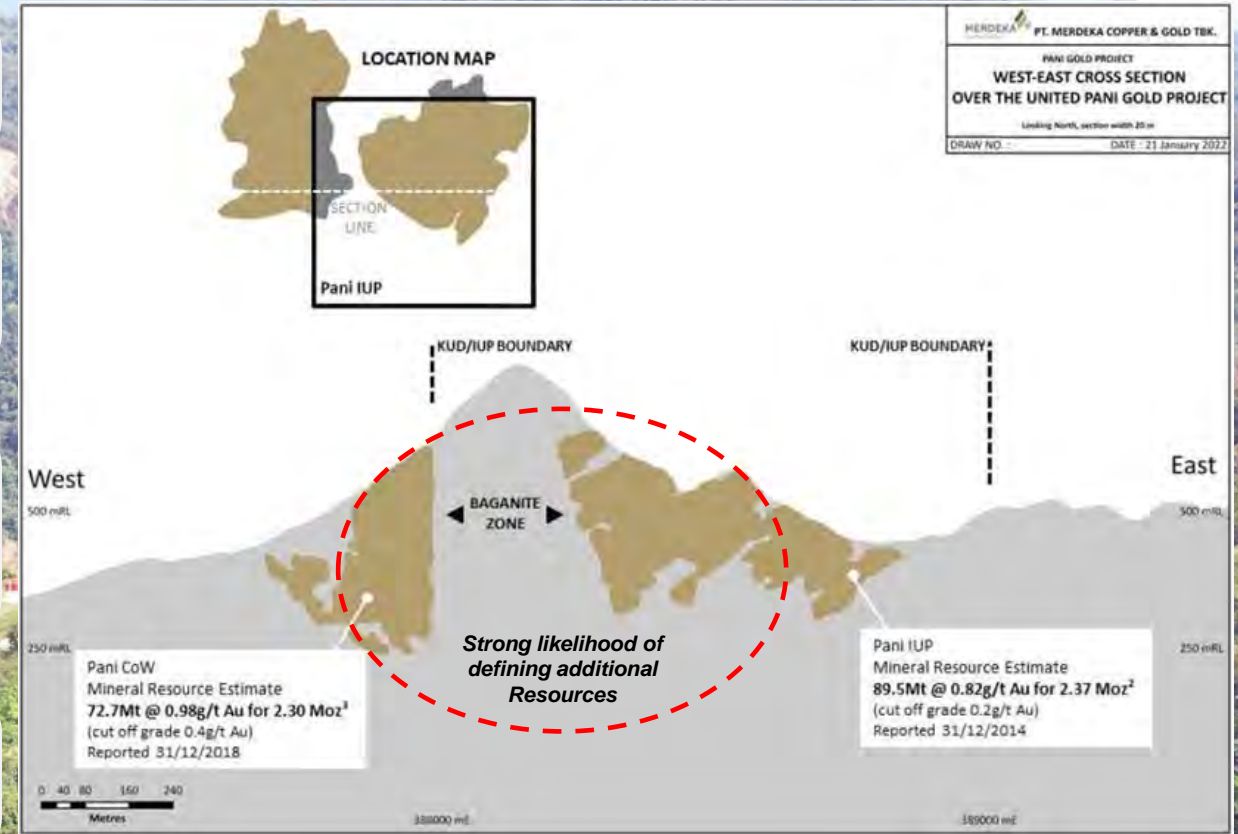 MERDEKA PT. MERDEKA COPPER & GOLD TBK.
PANI GOLD PROJECT
WEST-EAST CROSS SECTION
OVER THE UNITED PANI GOLD PROJECT
Looking North, section width 20 m
DRAW NO. :
DATE : 21 January 2022
LOCATION MAP
SECTION
LINE
Pani IUP
KUD/IUP BOUNDARY
KUD/IUP BOUNDARY
West
East
500 mRL
500 mRL
BAGANITE
ZONE
250 mRL
250 mRL
Strong likelihood of
defining additional
Resources
Pani CoW
Mineral Resource Estimate
72.7Mt @ 0.98g/t Au for 2.30 Moz³
(cut off grade 0.4g/t Au)
Reported 31/12/2018
Pani IUP
Mineral Resource Estimate
89.5Mt @ 0.82g/t Au for 2.37 Moz²
(cut off grade 0.2g/t Au)
Reported 31/12/2014
0 40 80 160 240
Metres
388000 mE
389000 mE